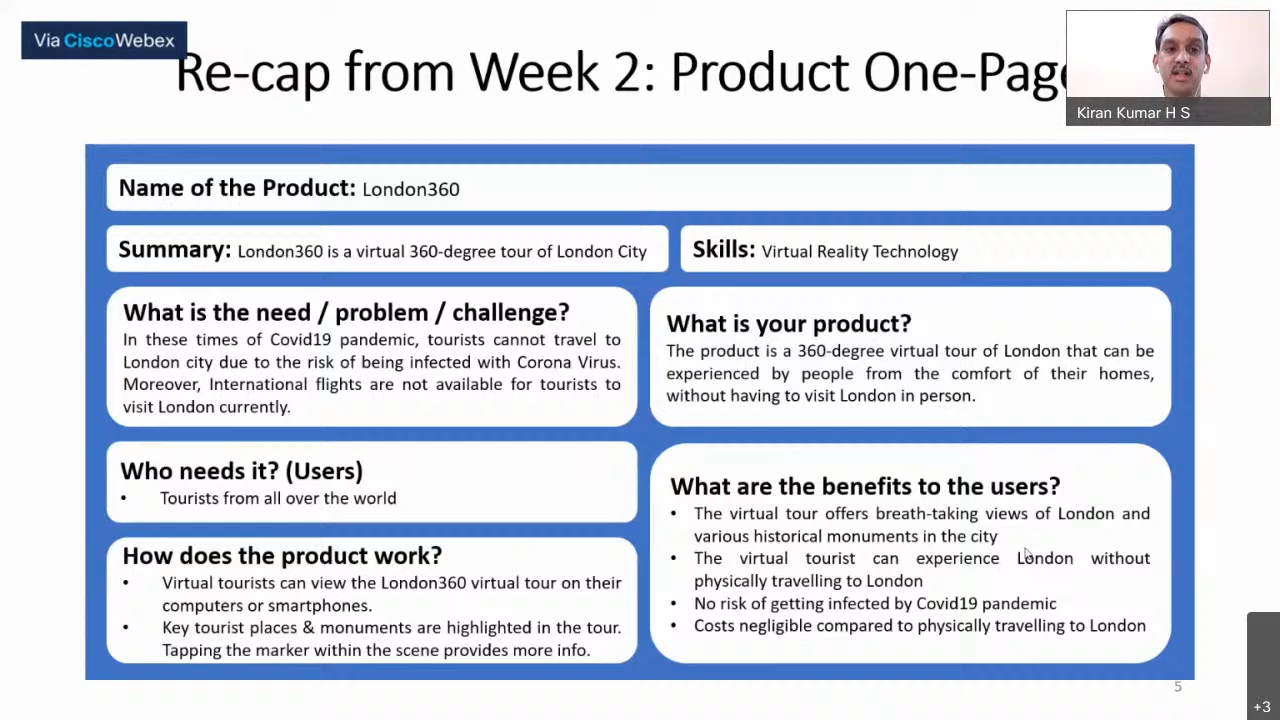 Via Cisco Webex
Re-cap from Week 2: Product One-Page
Kiran Kumar H S
Name of the Product: London360
Summary: London360 is a virtual 360-degree tour of London City
Skills: Virtual Reality Technology
What is the need / problem / challenge?
In these times of Covid19 pandemic, tourists cannot travel to
London city due to the risk of being infected with Corona Virus.
Moreover, International flights are not available for tourists to
visit London currently.
What is your product?
The product is a 360-degree virtual tour of London that can be
experienced by people from the comfort of their homes,
without having to visit London in person.
Who needs it? (Users)
• Tourists from all over the world
How does the product work?
• Virtual tourists can view the London360 virtual tour on their
computers or smartphones.
• Key tourist places & monuments are highlighted in the tour.
Tapping the marker within the scene provides more info.
What are the benefits to the users?
• The virtual tour offers breath-taking views of London and
various historical monuments in the city
• The virtual tourist can experience London without
physically travelling to London
• No risk of getting infected by Covid19 pandemic
• Costs negligible compared to physically travelling to London
5
+3